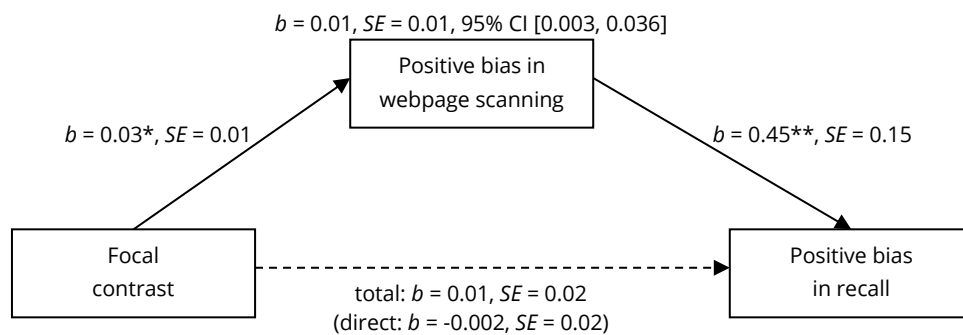 b = 0.01, SE = 0.01, 95% CI [0.003, 0.036]
Positive bias in
webpage scanning
b = 0.03*, SE = 0.01
b = 0.45**, SE = 0.15
Focal
contrast
Positive bias
in recall
total: b = 0.01, SE = 0.02
(direct: b = -0.002, SE = 0.02)